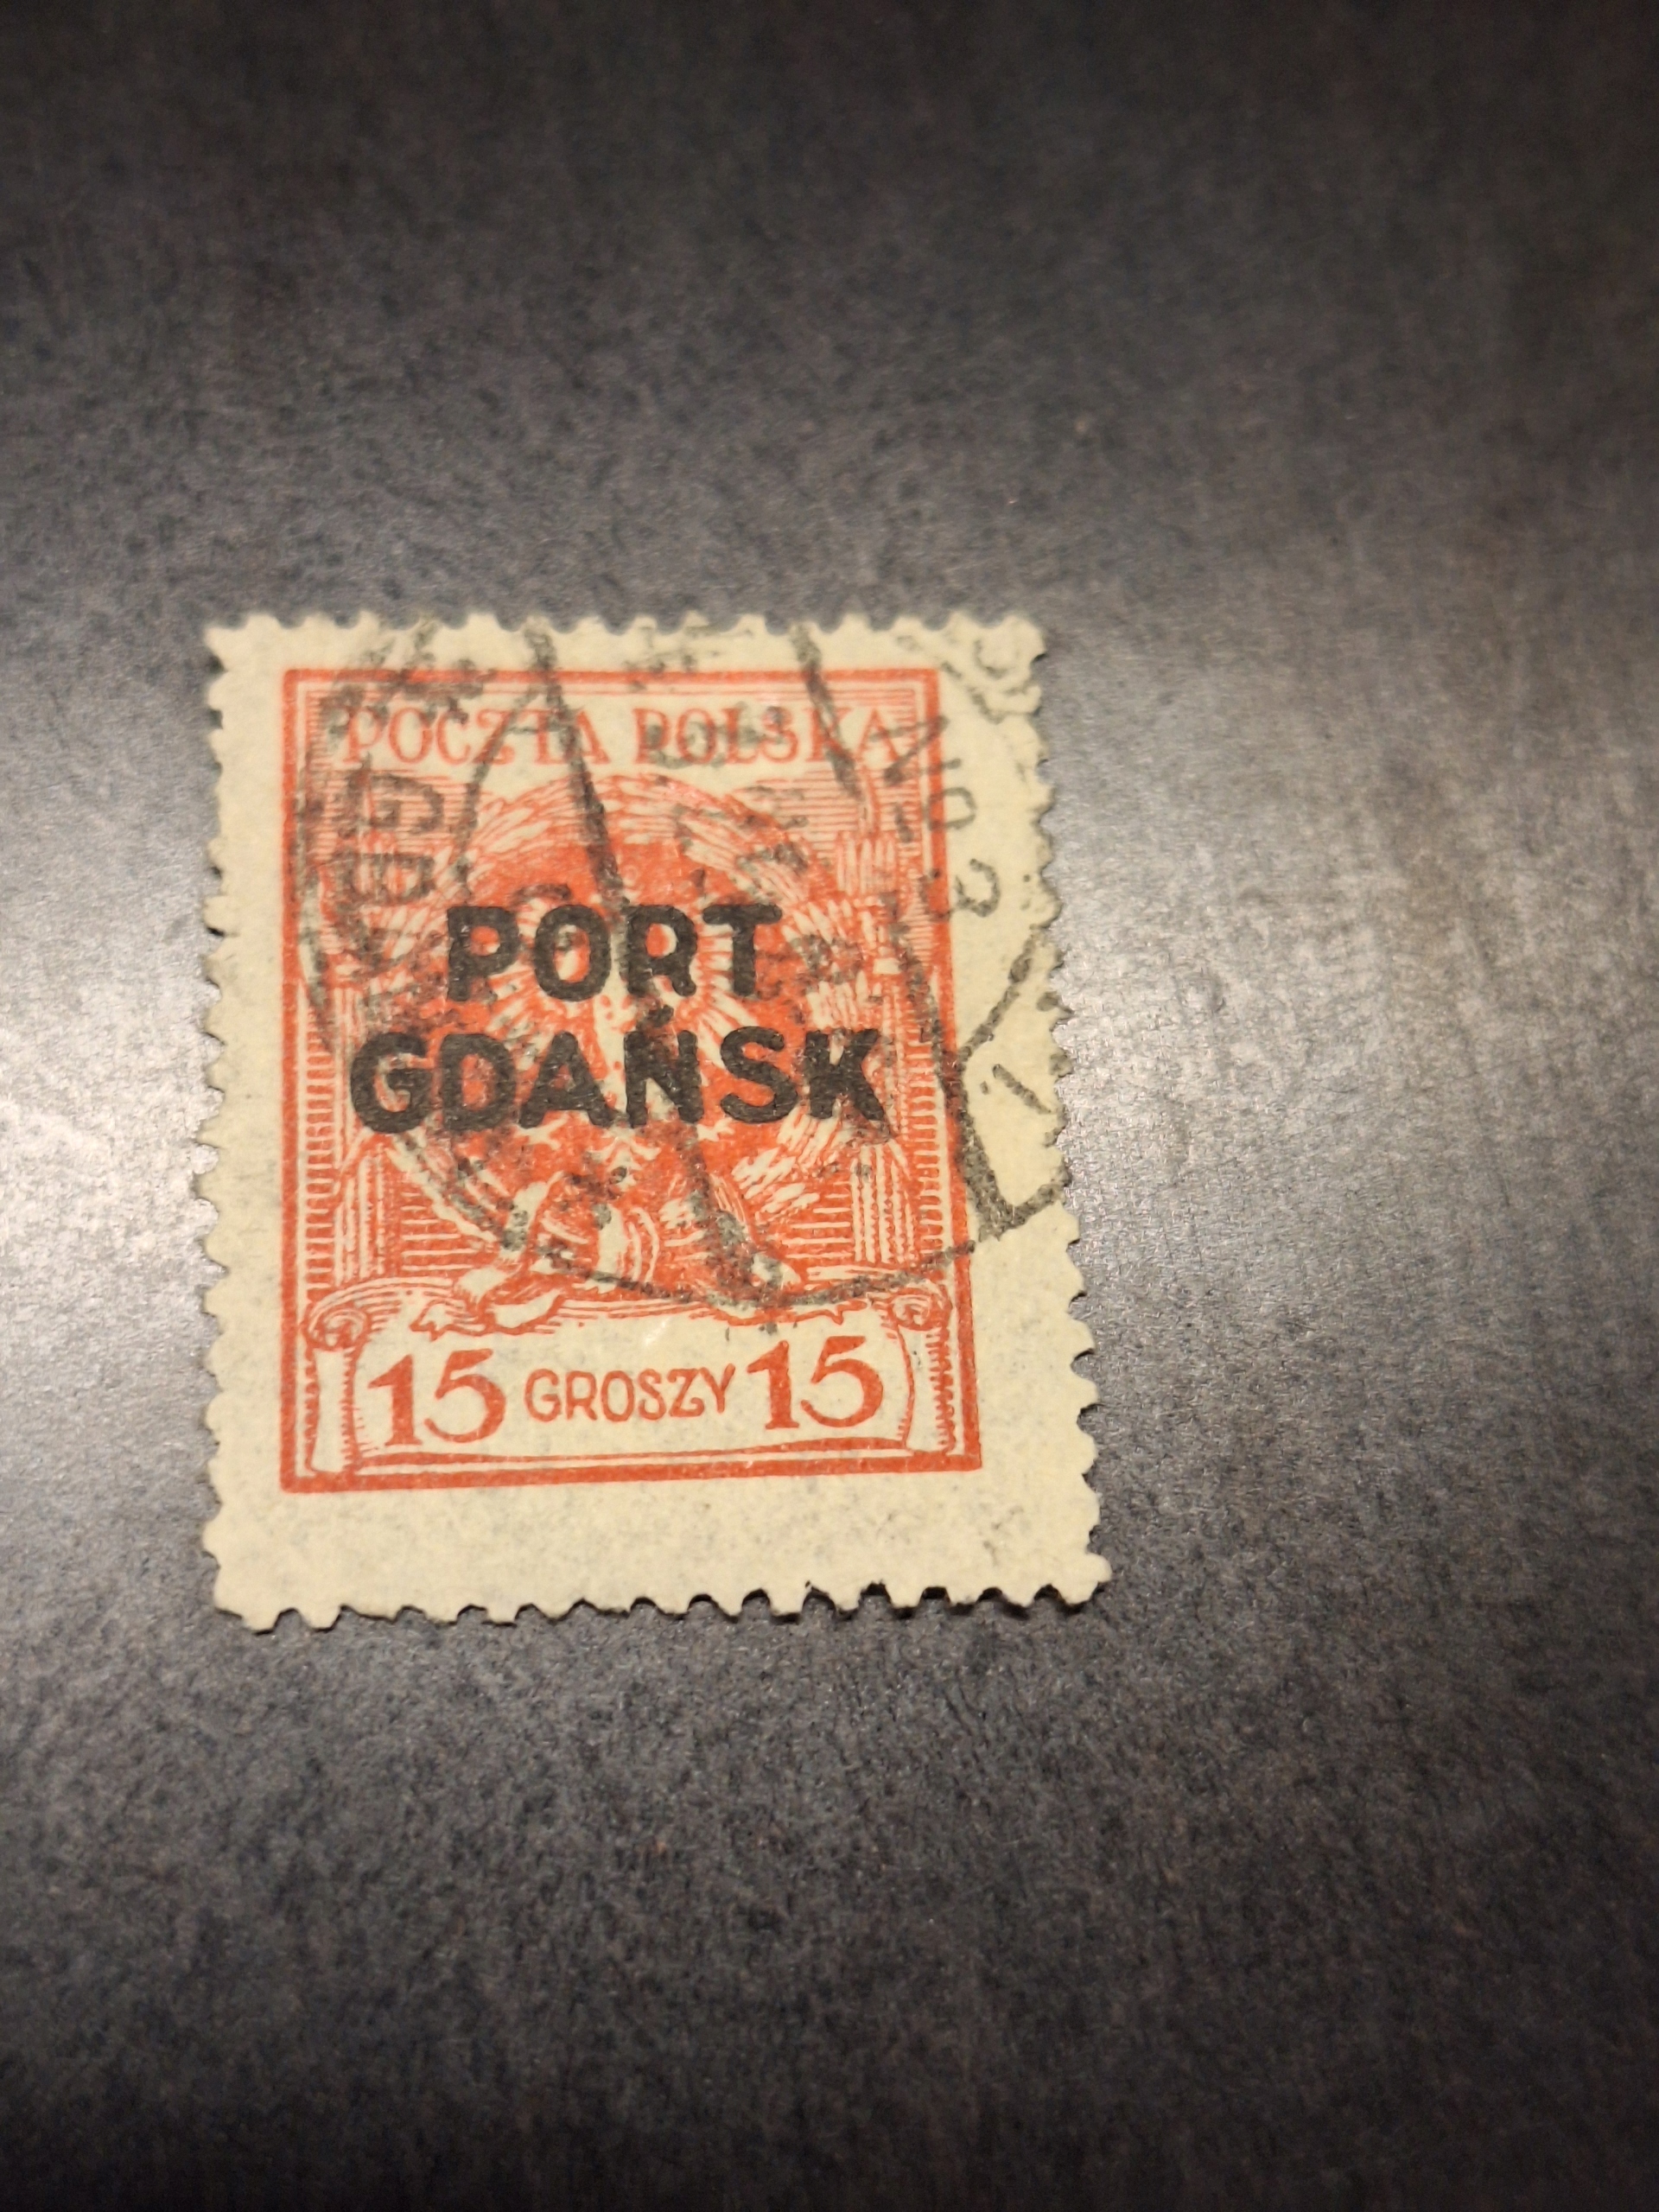 POCZTA POLSKA
PORT
GDAŃSK
15 GROSZY 15